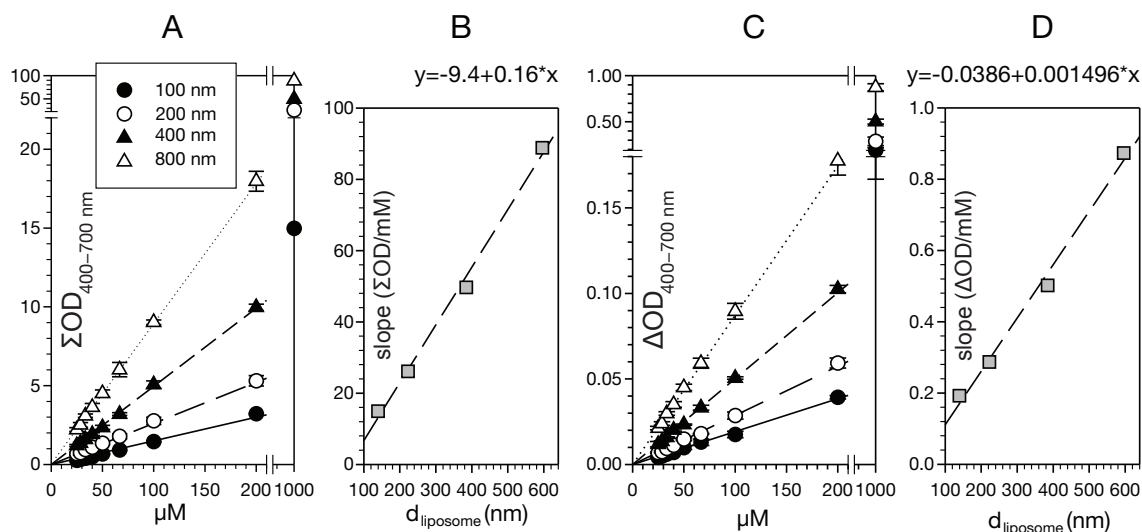 A
B
C
D
y=-9.4+0.16*x
y=-0.0386+0.001496*x
100 nm
200 nm
400 nm
800 nm
100
50
20
15
10
5
0
ΣOD400–700 nm
0 50 100 150 200 1000
µM
100
80
60
40
20
0
slope (ΣOD/mM)
100 200 300 400 500 600
dliposome (nm)
1.00
0.50
0.15
0.10
0.05
0.00
ΔOD400–700 nm
0 50 100 150 200 1000
µM
1.0
0.8
0.6
0.4
0.2
0.0
slope (ΔOD/mM)
100 200 300 400 500 600
dliposome (nm)